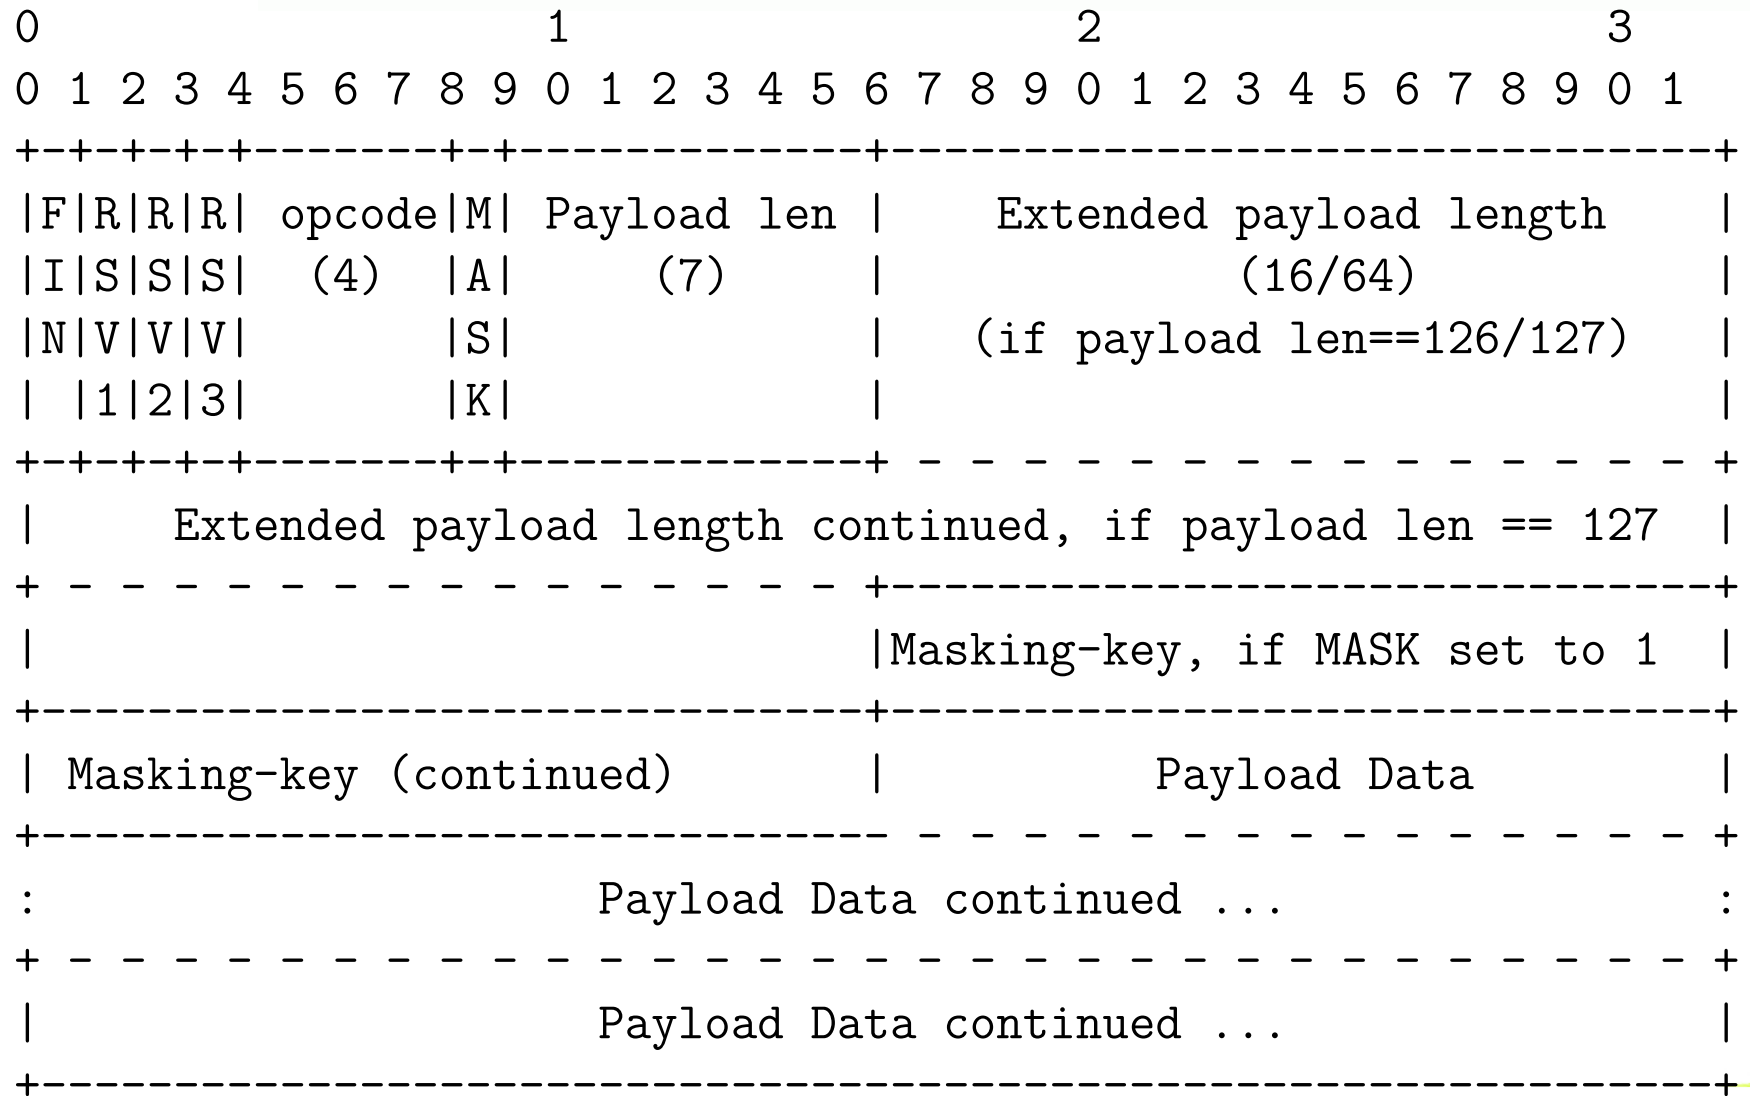 0                   1                   2                   3
0 1 2 3 4 5 6 7 8 9 0 1 2 3 4 5 6 7 8 9 0 1 2 3 4 5 6 7 8 9 0 1
+-+-+-+-+-------+-+-------------+-------------------------------+
|F|R|R|R| opcode|M| Payload len |    Extended payload length    |
|I|S|S|S|  (4)  |A|     (7)     |             (16/64)           |
|N|V|V|V|       |S|             |   (if payload len==126/127)   |
| |1|2|3|       |K|             |                               |
+-+-+-+-+-------+-+-------------+ - - - - - - - - - - - - - - - +
|     Extended payload length continued, if payload len == 127  |
+ - - - - - - - - - - - - - - - +-------------------------------+
|                               |Masking-key, if MASK set to 1  |
+-------------------------------+-------------------------------+
| Masking-key (continued)       |          Payload Data         |
+-------------------------------- - - - - - - - - - - - - - - - +
:                     Payload Data continued ...                :
+ - - - - - - - - - - - - - - - - - - - - - - - - - - - - - - - +
|                     Payload Data continued ...                |
+---------------------------------------------------------------+